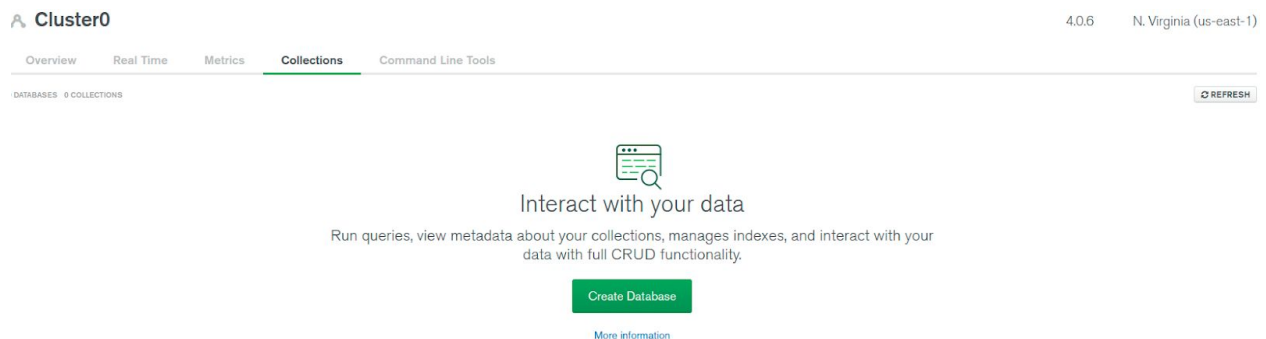 Cluster0
4.0.6 N. Virginia (us-east-1)
Overview Real Time Metrics Collections Command Line Tools
DATABASES 0 COLLECTIONS
REFRESH
Interact with your data
Run queries, view metadata about your collections, manages indexes, and interact with your
data with full CRUD functionality.
Create Database
More information